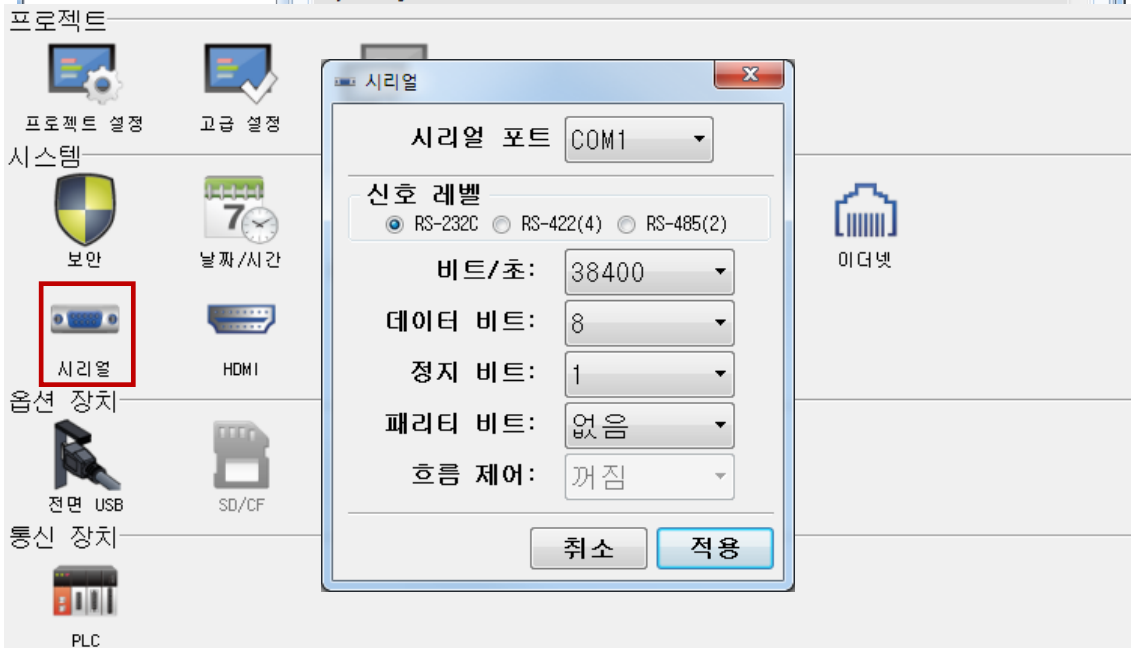 프로젝트
프로젝트 설정
고급 설정
시스템
보안
날짜/시간
이더넷
시리얼
HDMI
옵션 장치
전면 USB
SD/CF
통신 장치
PLC
시리얼
시리얼 포트 COM1
신호 레벨
RS-232C RS-422(4) RS-485(2)
비트/초: 38400
데이터 비트: 8
정지 비트: 1
패리티 비트: 없음
흐름 제어: 꺼짐
취소 적용